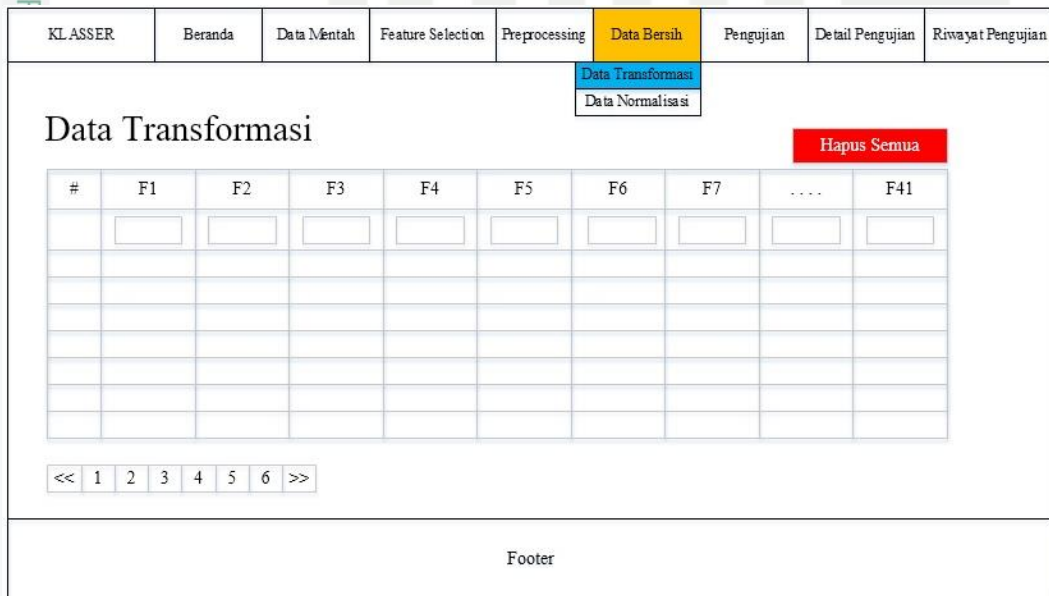 KLASSER Beranda Data Mentah Feature Selection Preprocessing Data Bersih Pengujian Detail Pengujian Riwayat Pengujian
Data Transformasi
Data Normalisasi
Data Transformasi
Hapus Semua
# F1 F2 F3 F4 F5 F6 F7 .... F41
<< 1 2 3 4 5 6 >>
Footer